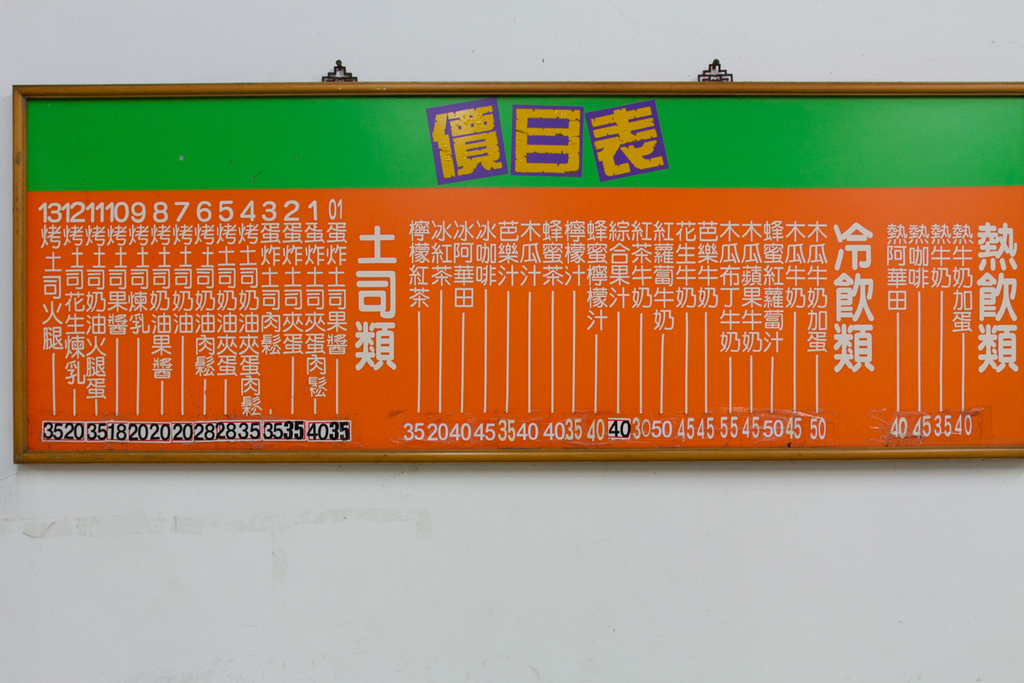 價目表
熱飲類
熱牛奶加蛋 40
熱牛奶 35
熱咖啡 45
熱阿華田 40
冷飲類
木瓜牛奶加蛋 50
木瓜牛奶 45
蜂蜜紅蘿蔔汁 50
木瓜蘋果牛奶 45
木瓜布丁牛奶 55
芭樂牛奶 45
花生牛奶 45
紅蘿蔔牛奶 50
紅茶牛奶 30
綜合果汁 40
蜂蜜檸檬汁 40
檸檬汁 35
蜂蜜茶 40
木瓜汁 40
芭樂汁 35
冰咖啡 45
冰阿華田 40
冰紅茶 20
檸檬紅茶 35
土司類
01 蛋炸土司果醬 35
1 蛋炸土司夾蛋肉鬆 40
2 蛋炸土司夾蛋 35
3 蛋炸土司肉鬆 35
4 烤土司奶油夾蛋肉鬆 35
5 烤土司奶油夾蛋 28
6 烤土司奶油肉鬆 28
7 烤土司奶油 20
8 烤土司奶油果醬 20
9 烤土司煉乳 20
10 烤土司果醬 18
11 烤土司奶油火腿蛋 35
12 烤土司花生煉乳 20
13 烤土司火腿 35